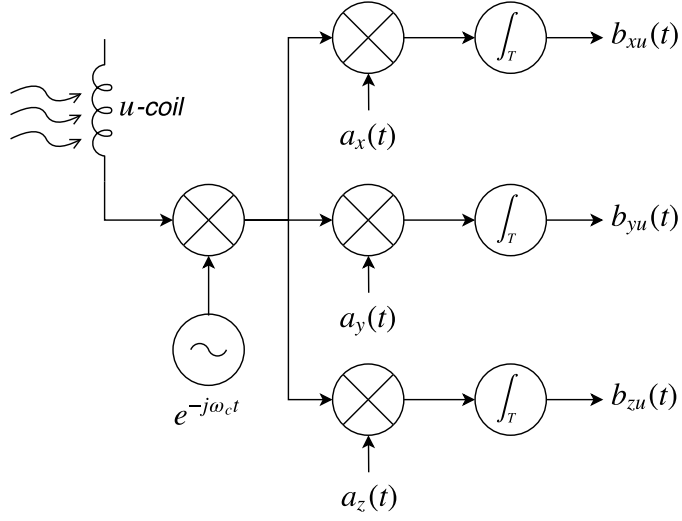 ∫_T b_{xu}(t)
u-coil
a_x(t)
∫_T b_{yu}(t)
a_y(t)
e^{-jω_c t}
∫_T b_{zu}(t)
a_z(t)